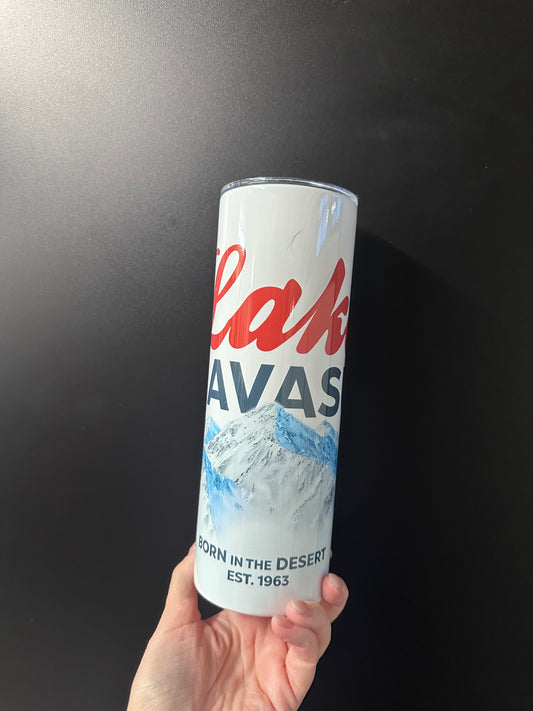 Lak
AVAS
BORN IN THE DESERT
EST. 1963